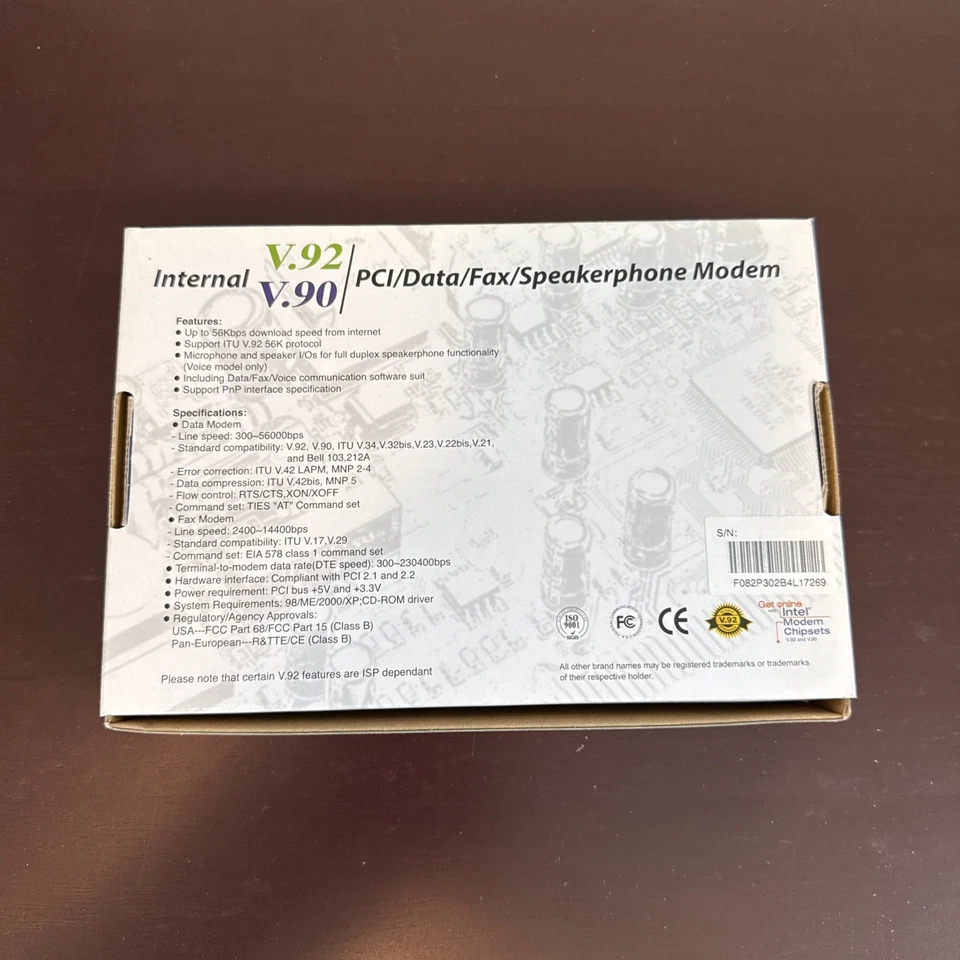 Internal V.92 V.90 / PCI/Data/Fax/Speakerphone Modem
Features:
• Up to 56Kbps download speed from internet
• Support ITU V.92 56K protocol
• Microphone and speaker I/Os for full duplex speakerphone functionality
(Voice model only)
• Including Data/Fax/Voice communication software suit
• Support PnP interface specification
Specifications:
• Data Modem
- Line speed: 300~56000bps
- Standard compatibility: V.92, V.90, ITU V.34,V.32bis,V.23,V.22bis,V.21,
and Bell 103,212A
- Error correction: ITU V.42 LAPM, MNP 2-4
- Data compression: ITU V.42bis, MNP 5
- Flow control: RTS/CTS,XON/XOFF
- Command set: TIES "AT" Command set
• Fax Modem
- Line speed: 2400~14400bps
- Standard compatibility: ITU V.17,V.29
- Command set: EIA 578 class 1 command set
• Terminal-to-modem data rate(DTE speed): 300~230400bps
• Hardware interface: Compliant with PCI 2.1 and 2.2
• Power requirement: PCI bus +5V and +3.3V
• System Requirements: 98/ME/2000/XP;CD-ROM driver
• Regulatory/Agency Approvals:
USA---FCC Part 68/FCC Part 15 (Class B)
Pan-European---R&TTE/CE (Class B)
Please note that certain V.92 features are ISP dependant
S/N:
F082P302B4L17269
ISO
9001
SGS
FC
CE
V.92
Get online
with Intel
Modem
Chipsets
V.92 and V.90
All other brand names may be registered trademarks or trademarks
of their respective holder.